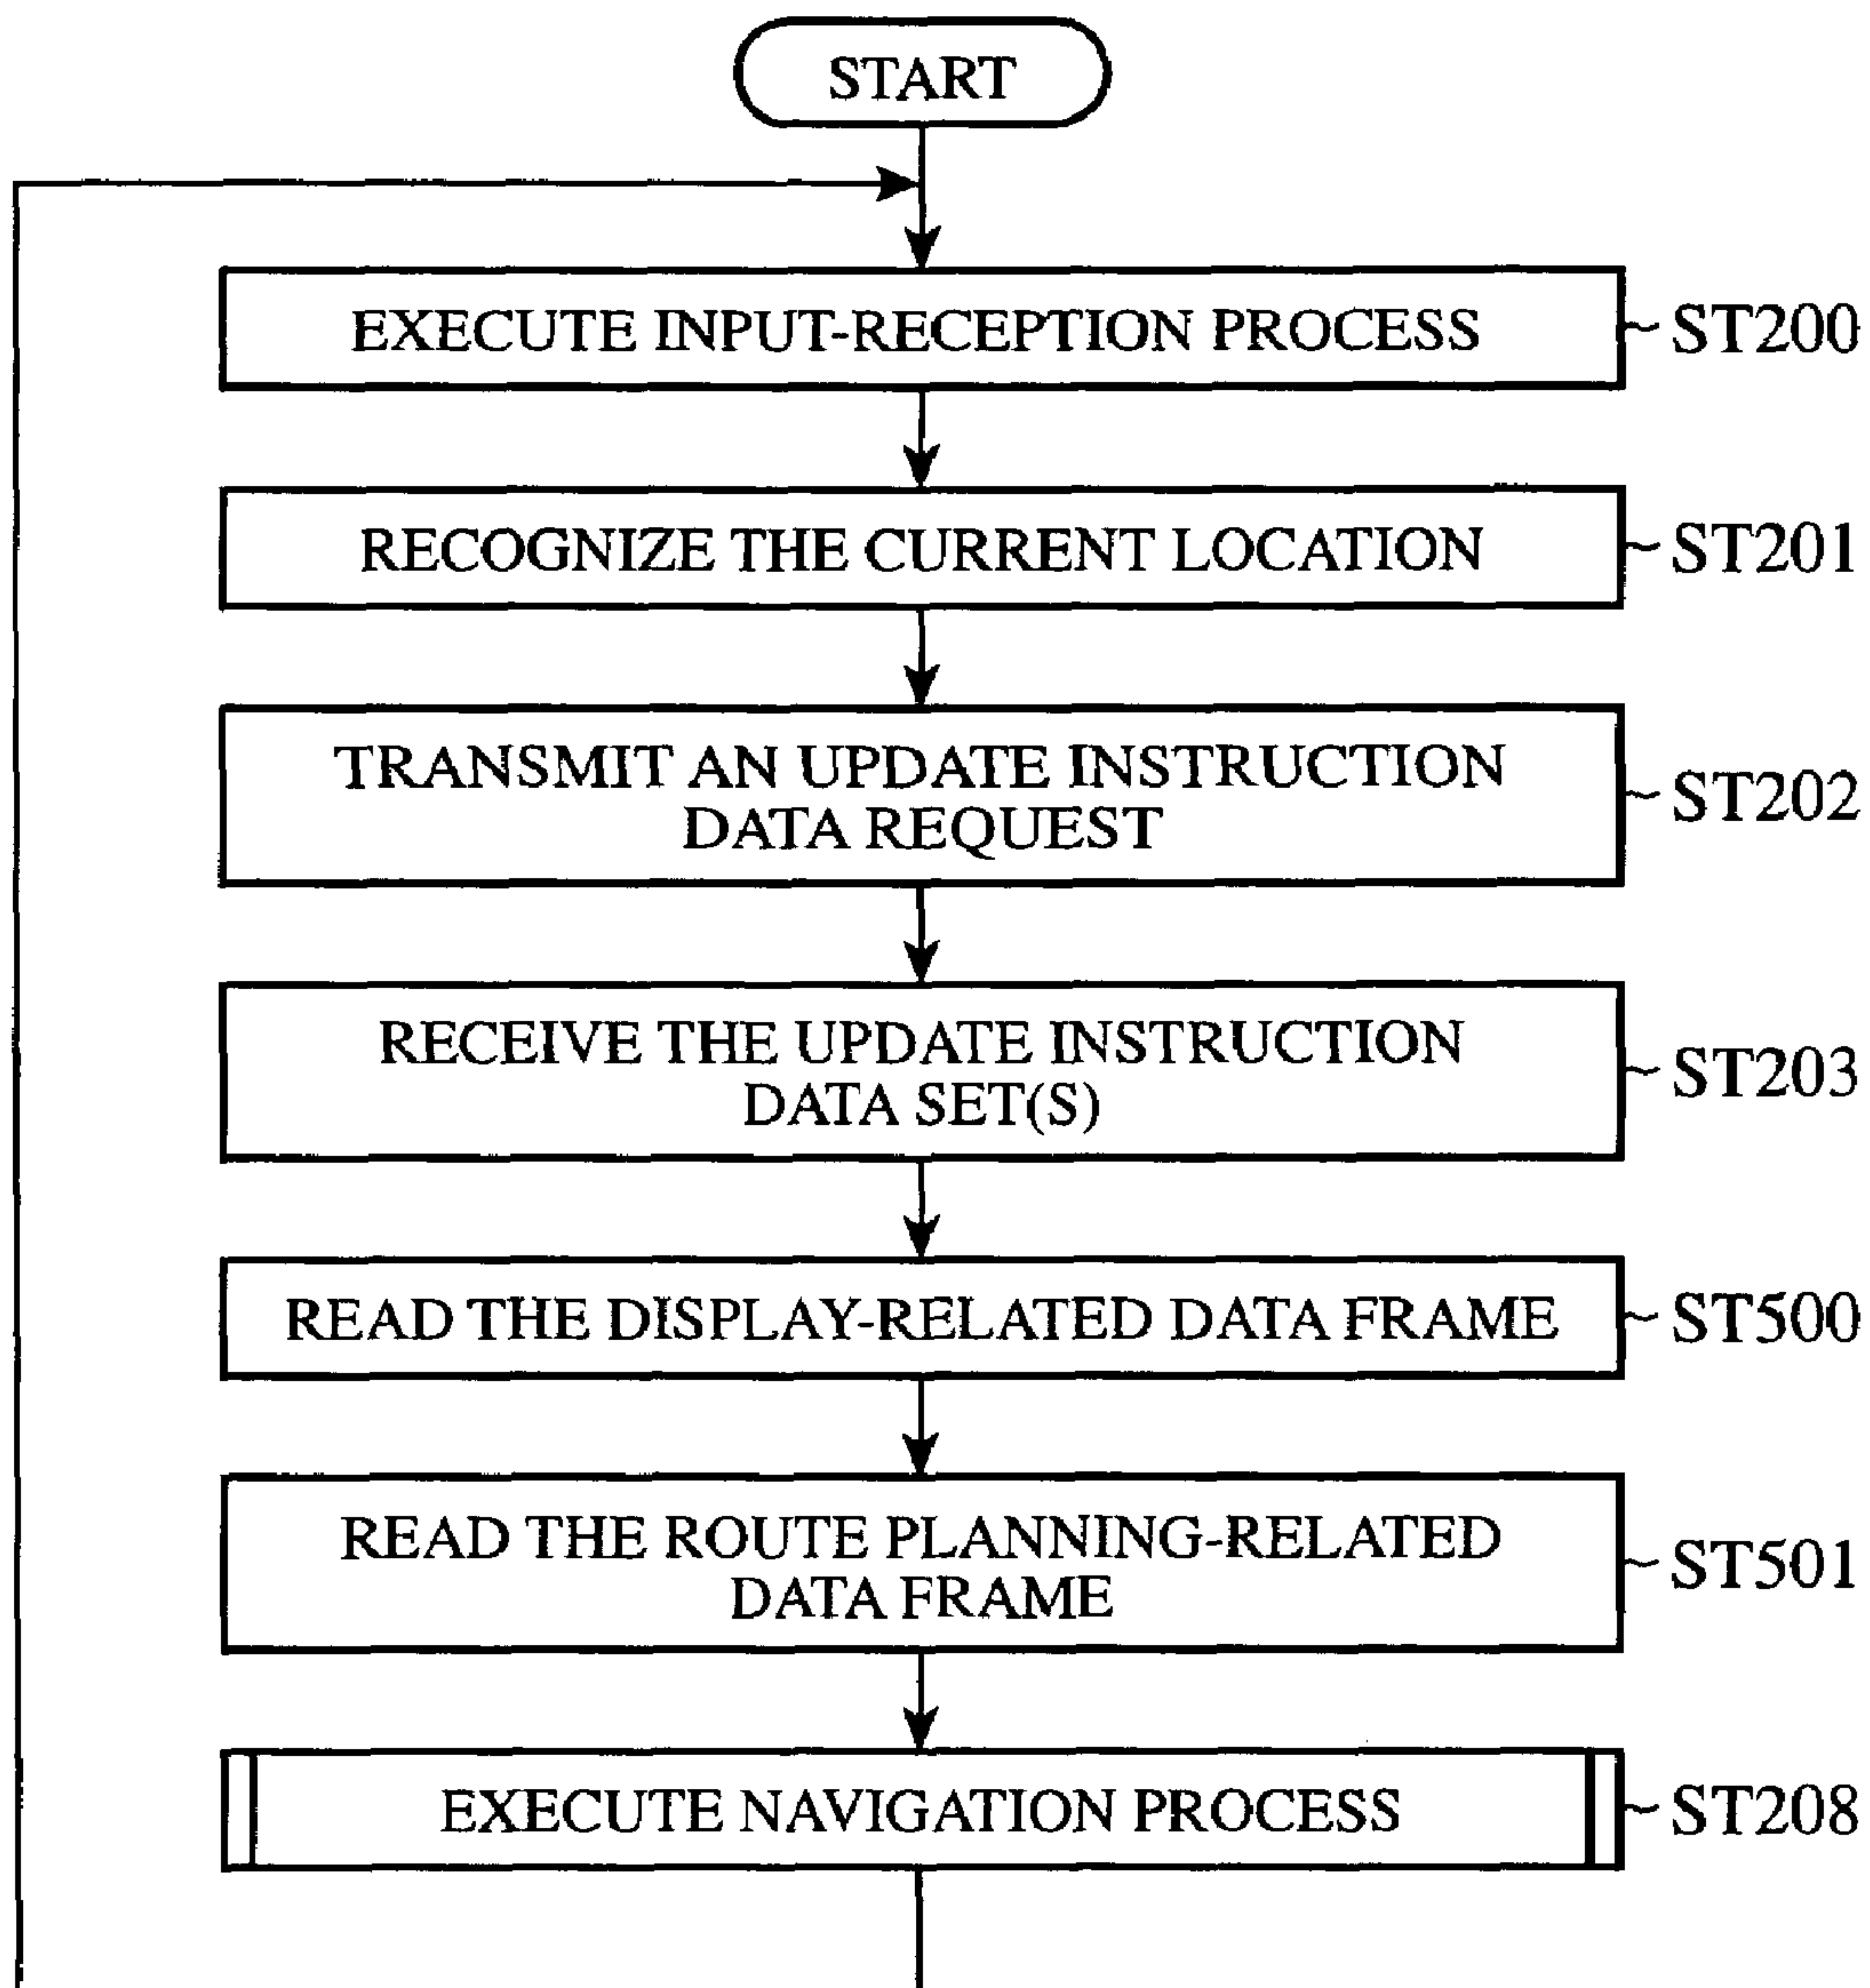 START
EXECUTE INPUT-RECEPTION PROCESS
ST200
RECOGNIZE THE CURRENT LOCATION
ST201
TRANSMIT AN UPDATE INSTRUCTION
DATA REQUEST
ST202
RECEIVE THE UPDATE INSTRUCTION
DATA SET(S)
ST203
READ THE DISPLAY-RELATED DATA FRAME
ST500
READ THE ROUTE PLANNING-RELATED
DATA FRAME
ST501
EXECUTE NAVIGATION PROCESS
ST208